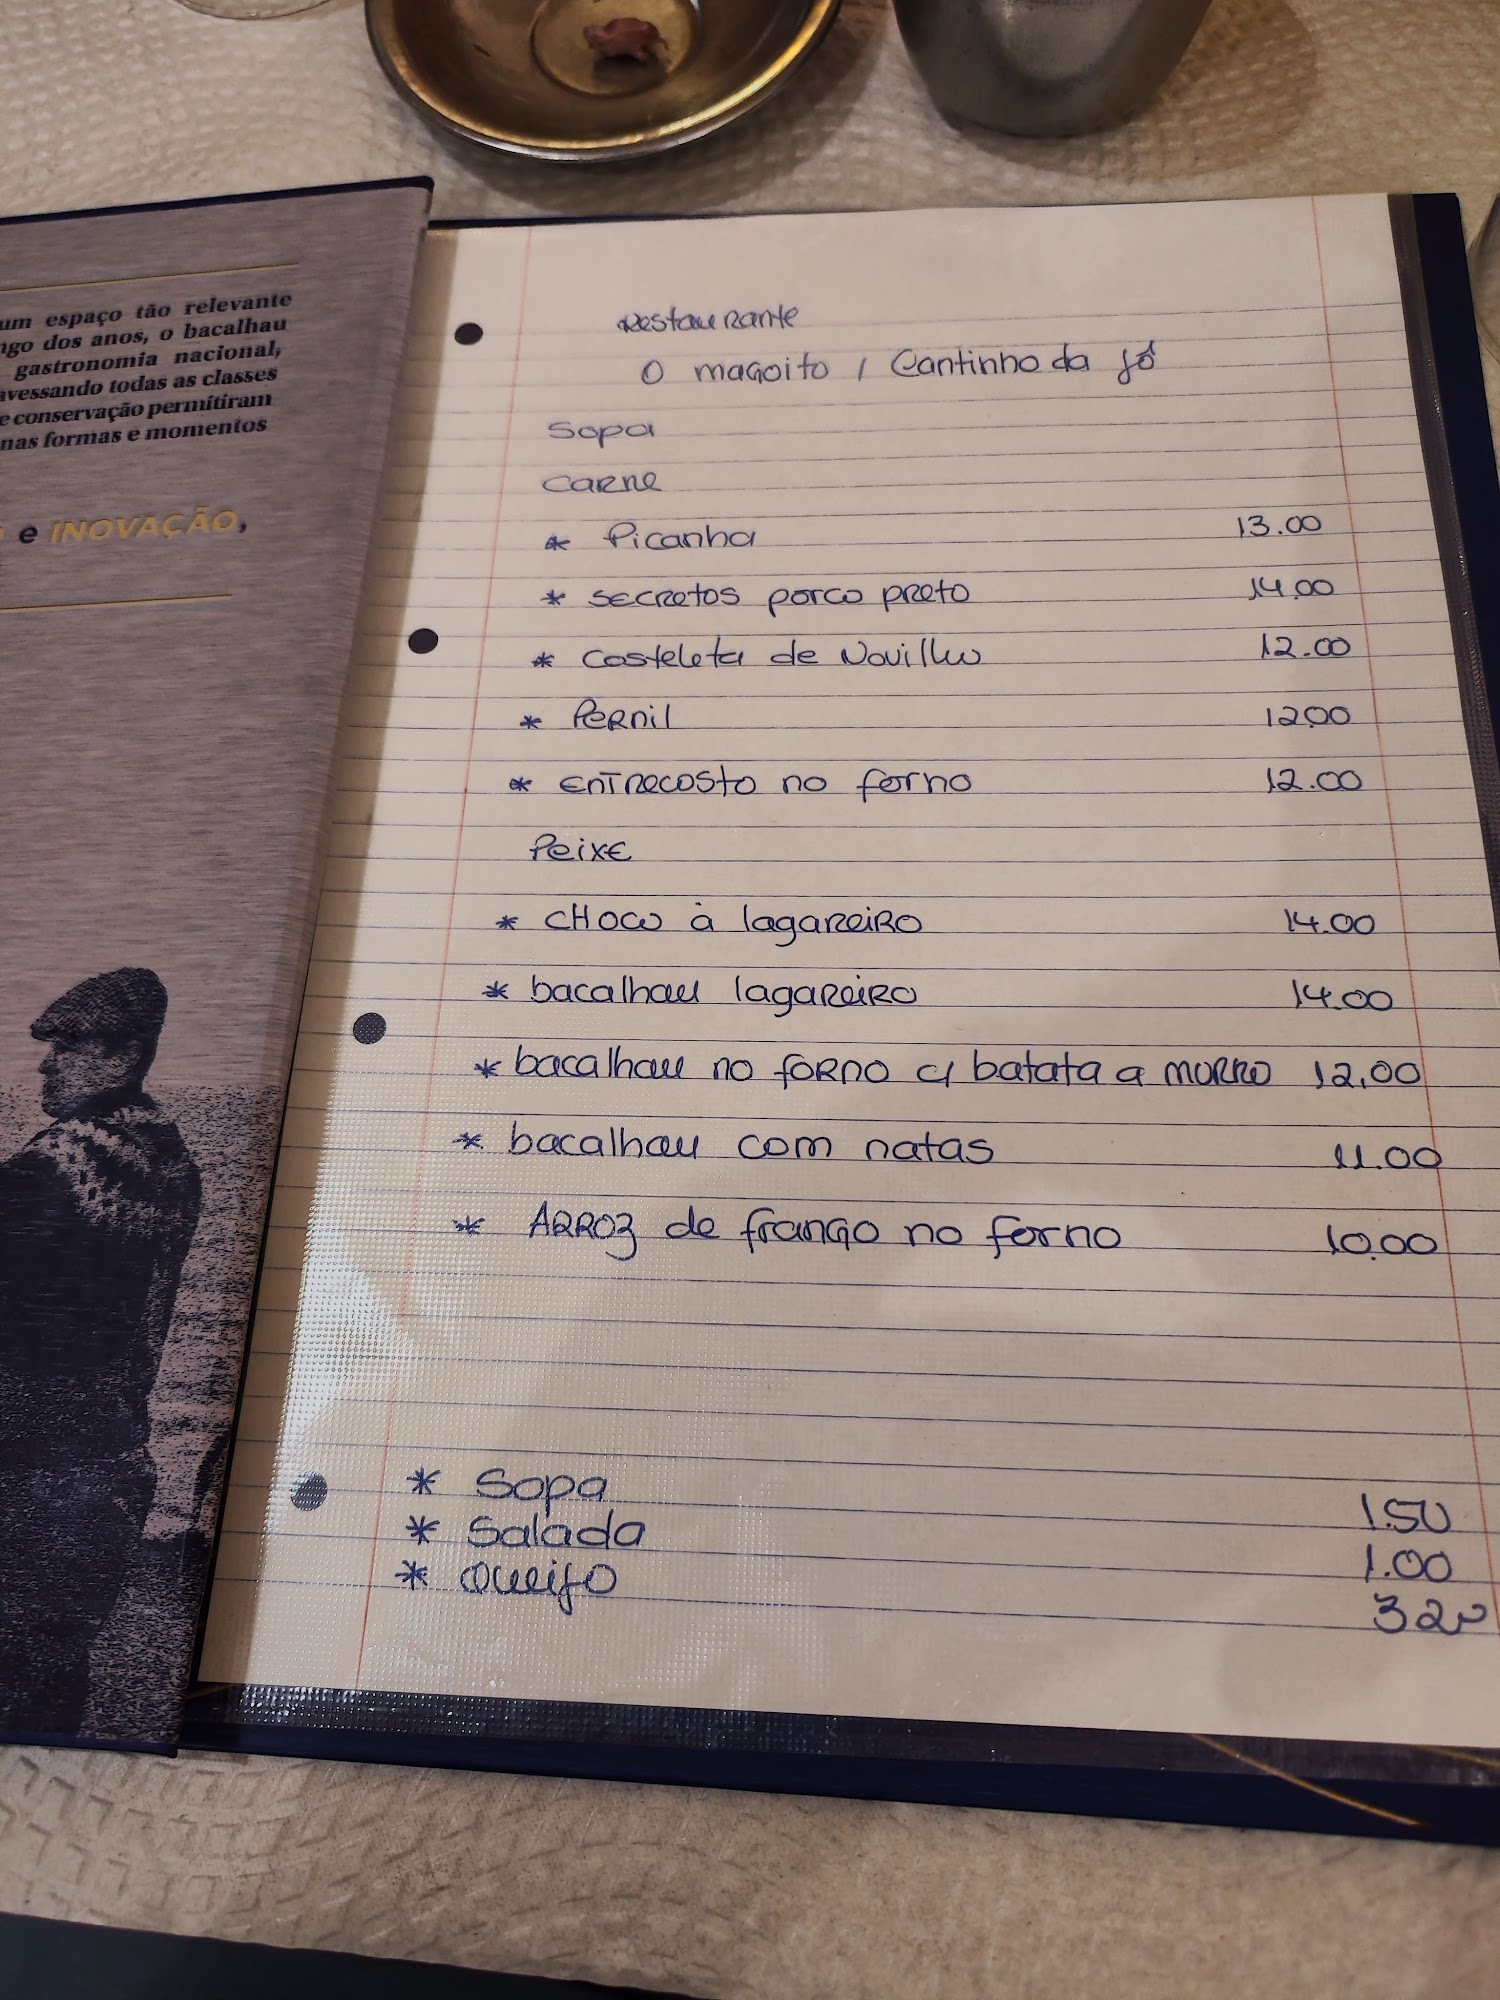 um espaço tão relevante
ngo dos anos, o bacalhau
gastronomia nacional,
avessando todas as classes
e conservação permitiram
nas formas e momentos
e INOVAÇÃO,
Restaurante
O magoito / Cantinho da Jó
Sopa
Carne
* Picanha 13.00
* secretos porco preto 14.00
* costeleta de Novilho 12.00
* Pernil 12.00
* Entrecosto no forno 12.00
Peixe
* CHOCO à lagareiro 14.00
* bacalhau lagareiro 14.00
* bacalhau no forno c/ batata a murro 12.00
* bacalhau com natas 11.00
* ARROZ de frango no forno 10.00
* Sopa 1.50
* Salada 1.00
* Queijo